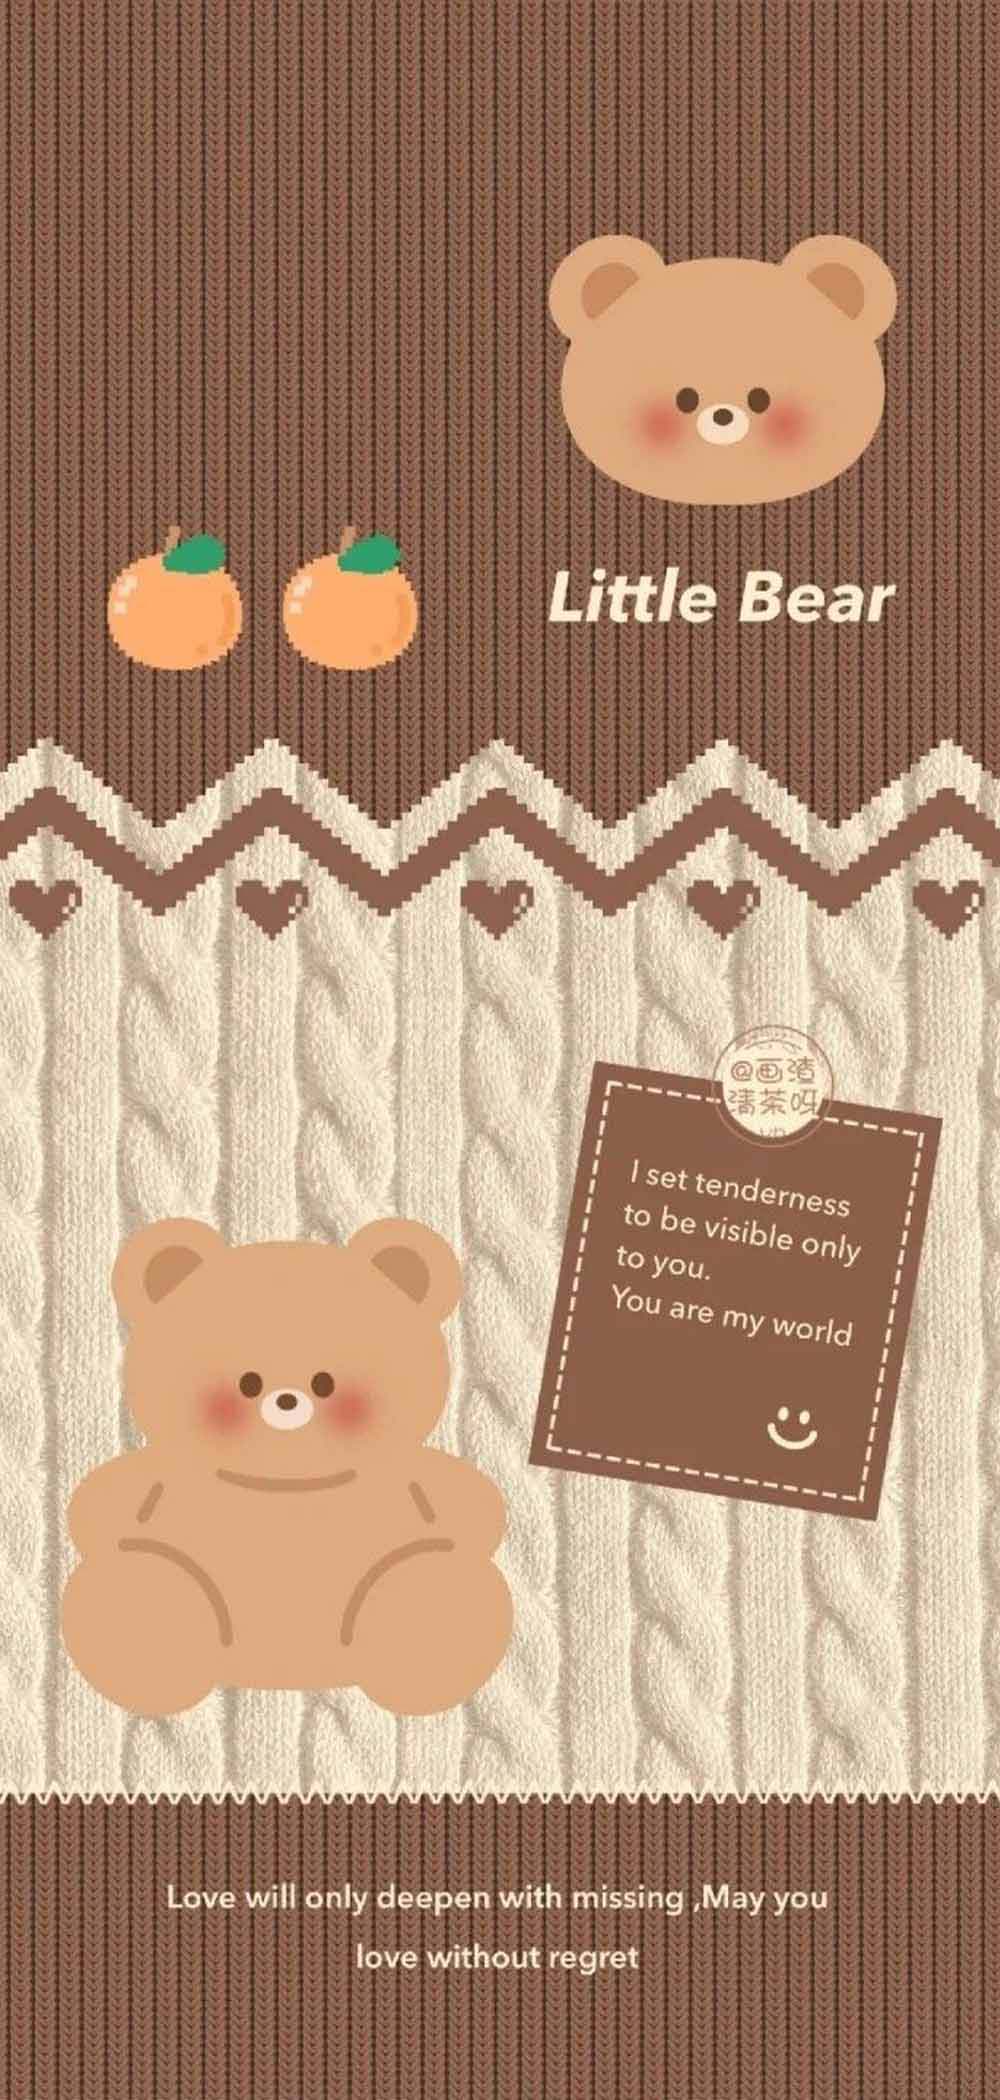 Little Bear
@画渣
清茶呀
I set tenderness
to be visible only
to you.
You are my world
Love will only deepen with missing ,May you
love without regret